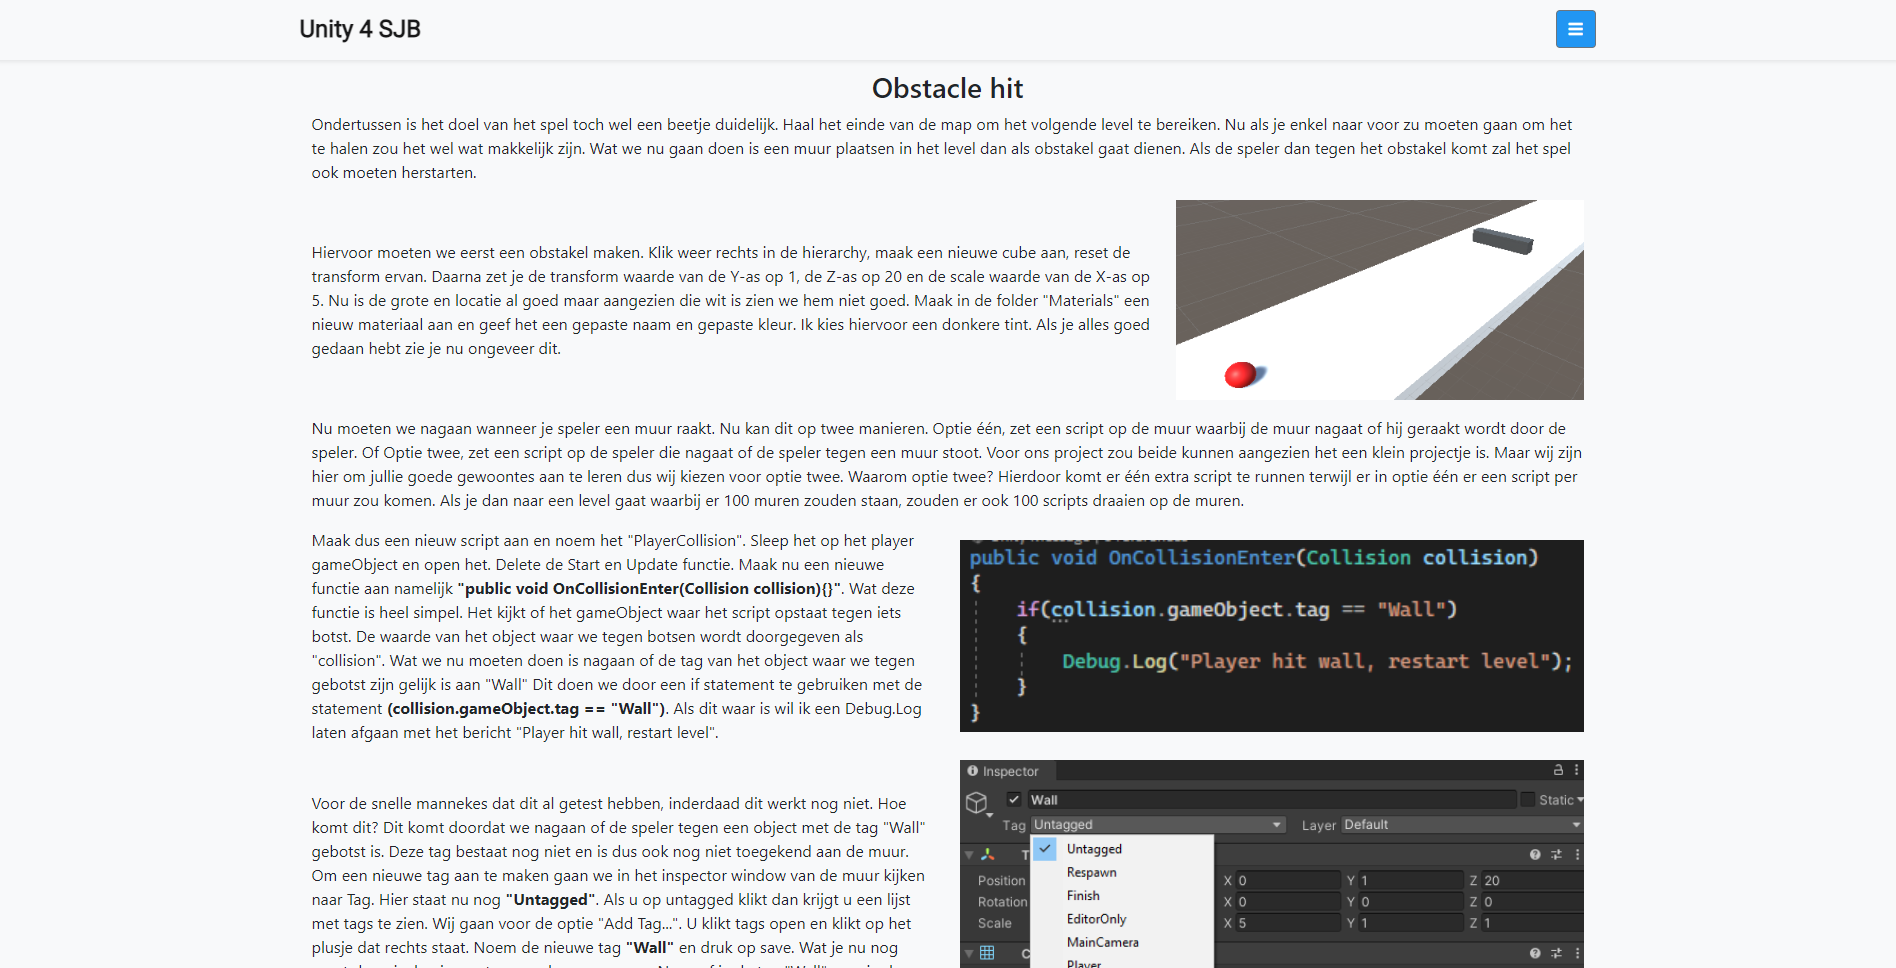 Unity 4 SJB
Obstacle hit
Ondertussen is het doel van het spel toch wel een beetje duidelijk. Haal het einde van de map om het volgende level te bereiken. Nu als je enkel naar voor zu moeten gaan om het
te halen zou het wel wat makkelijk zijn. Wat we nu gaan doen is een muur plaatsen in het level dan als obstakel gaat dienen. Als de speler dan tegen het obstakel komt zal het spel
ook moeten herstarten.
Hiervoor moeten we eerst een obstakel maken. Klik weer rechts in de hierarchy, maak een nieuwe cube aan, reset de
transform ervan. Daarna zet je de transform waarde van de Y-as op 1, de Z-as op 20 en de scale waarde van de X-as op
5. Nu is de grote en locatie al goed maar aangezien die wit is zien we hem niet goed. Maak in de folder "Materials" een
nieuw materiaal aan en geef het een gepaste naam en gepaste kleur. Ik kies hiervoor een donkere tint. Als je alles goed
gedaan hebt zie je nu ongeveer dit.
Nu moeten we nagaan wanneer je speler een muur raakt. Nu kan dit op twee manieren. Optie één, zet een script op de muur waarbij de muur nagaat of hij geraakt wordt door de
speler. Of Optie twee, zet een script op de speler die nagaat of de speler tegen een muur stoot. Voor ons project zou beide kunnen aangezien het een klein projectje is. Maar wij zijn
hier om jullie goede gewoontes aan te leren dus wij kiezen voor optie twee. Waarom optie twee? Hierdoor komt er één extra script te runnen terwijl er in optie één er een script per
muur zou komen. Als je dan naar een level gaat waarbij er 100 muren zouden staan, zouden er ook 100 scripts draaien op de muren.
Maak dus een nieuw script aan en noem het "PlayerCollision". Sleep het op het player
gameObject en open het. Delete de Start en Update functie. Maak nu een nieuwe
functie aan namelijk "public void OnCollisionEnter(Collision collision){}". Wat deze
functie is heel simpel. Het kijkt of het gameObject waar het script opstaat tegen iets
botst. De waarde van het object waar we tegen botsen wordt doorgegeven als
"collision". Wat we nu moeten doen is nagaan of de tag van het object waar we tegen
gebotst zijn gelijk is aan "Wall" Dit doen we door een if statement te gebruiken met de
statement (collision.gameObject.tag == "Wall"). Als dit waar is wil ik een Debug.Log
laten afgaan met het bericht "Player hit wall, restart level".
public void OnCollisionEnter(Collision collision)
{
if(collision.gameObject.tag == "Wall")
{
Debug.Log("Player hit wall, restart level");
}
}
Voor de snelle mannekes dat dit al getest hebben, inderdaad dit werkt nog niet. Hoe
komt dit? Dit komt doordat we nagaan of de speler tegen een object met de tag "Wall"
gebotst is. Deze tag bestaat nog niet en is dus ook nog niet toegekend aan de muur.
Om een nieuwe tag aan te maken gaan we in het inspector window van de muur kijken
naar Tag. Hier staat nu nog "Untagged". Als u op untagged klikt dan krijgt u een lijst
met tags te zien. Wij gaan voor de optie "Add Tag...". U klikt tags open en klikt op het
plusje dat rechts staat. Noem de nieuwe tag "Wall" en druk op save. Wat je nu nog
Inspector
Wall Static
Tag Untagged Layer Default
T
Untagged
Respawn
Finish
EditorOnly
MainCamera
Player
Position X 0 Y 1 Z 20
Rotation X 0 Y 0 Z 0
Scale X 5 Y 1 Z 1
C